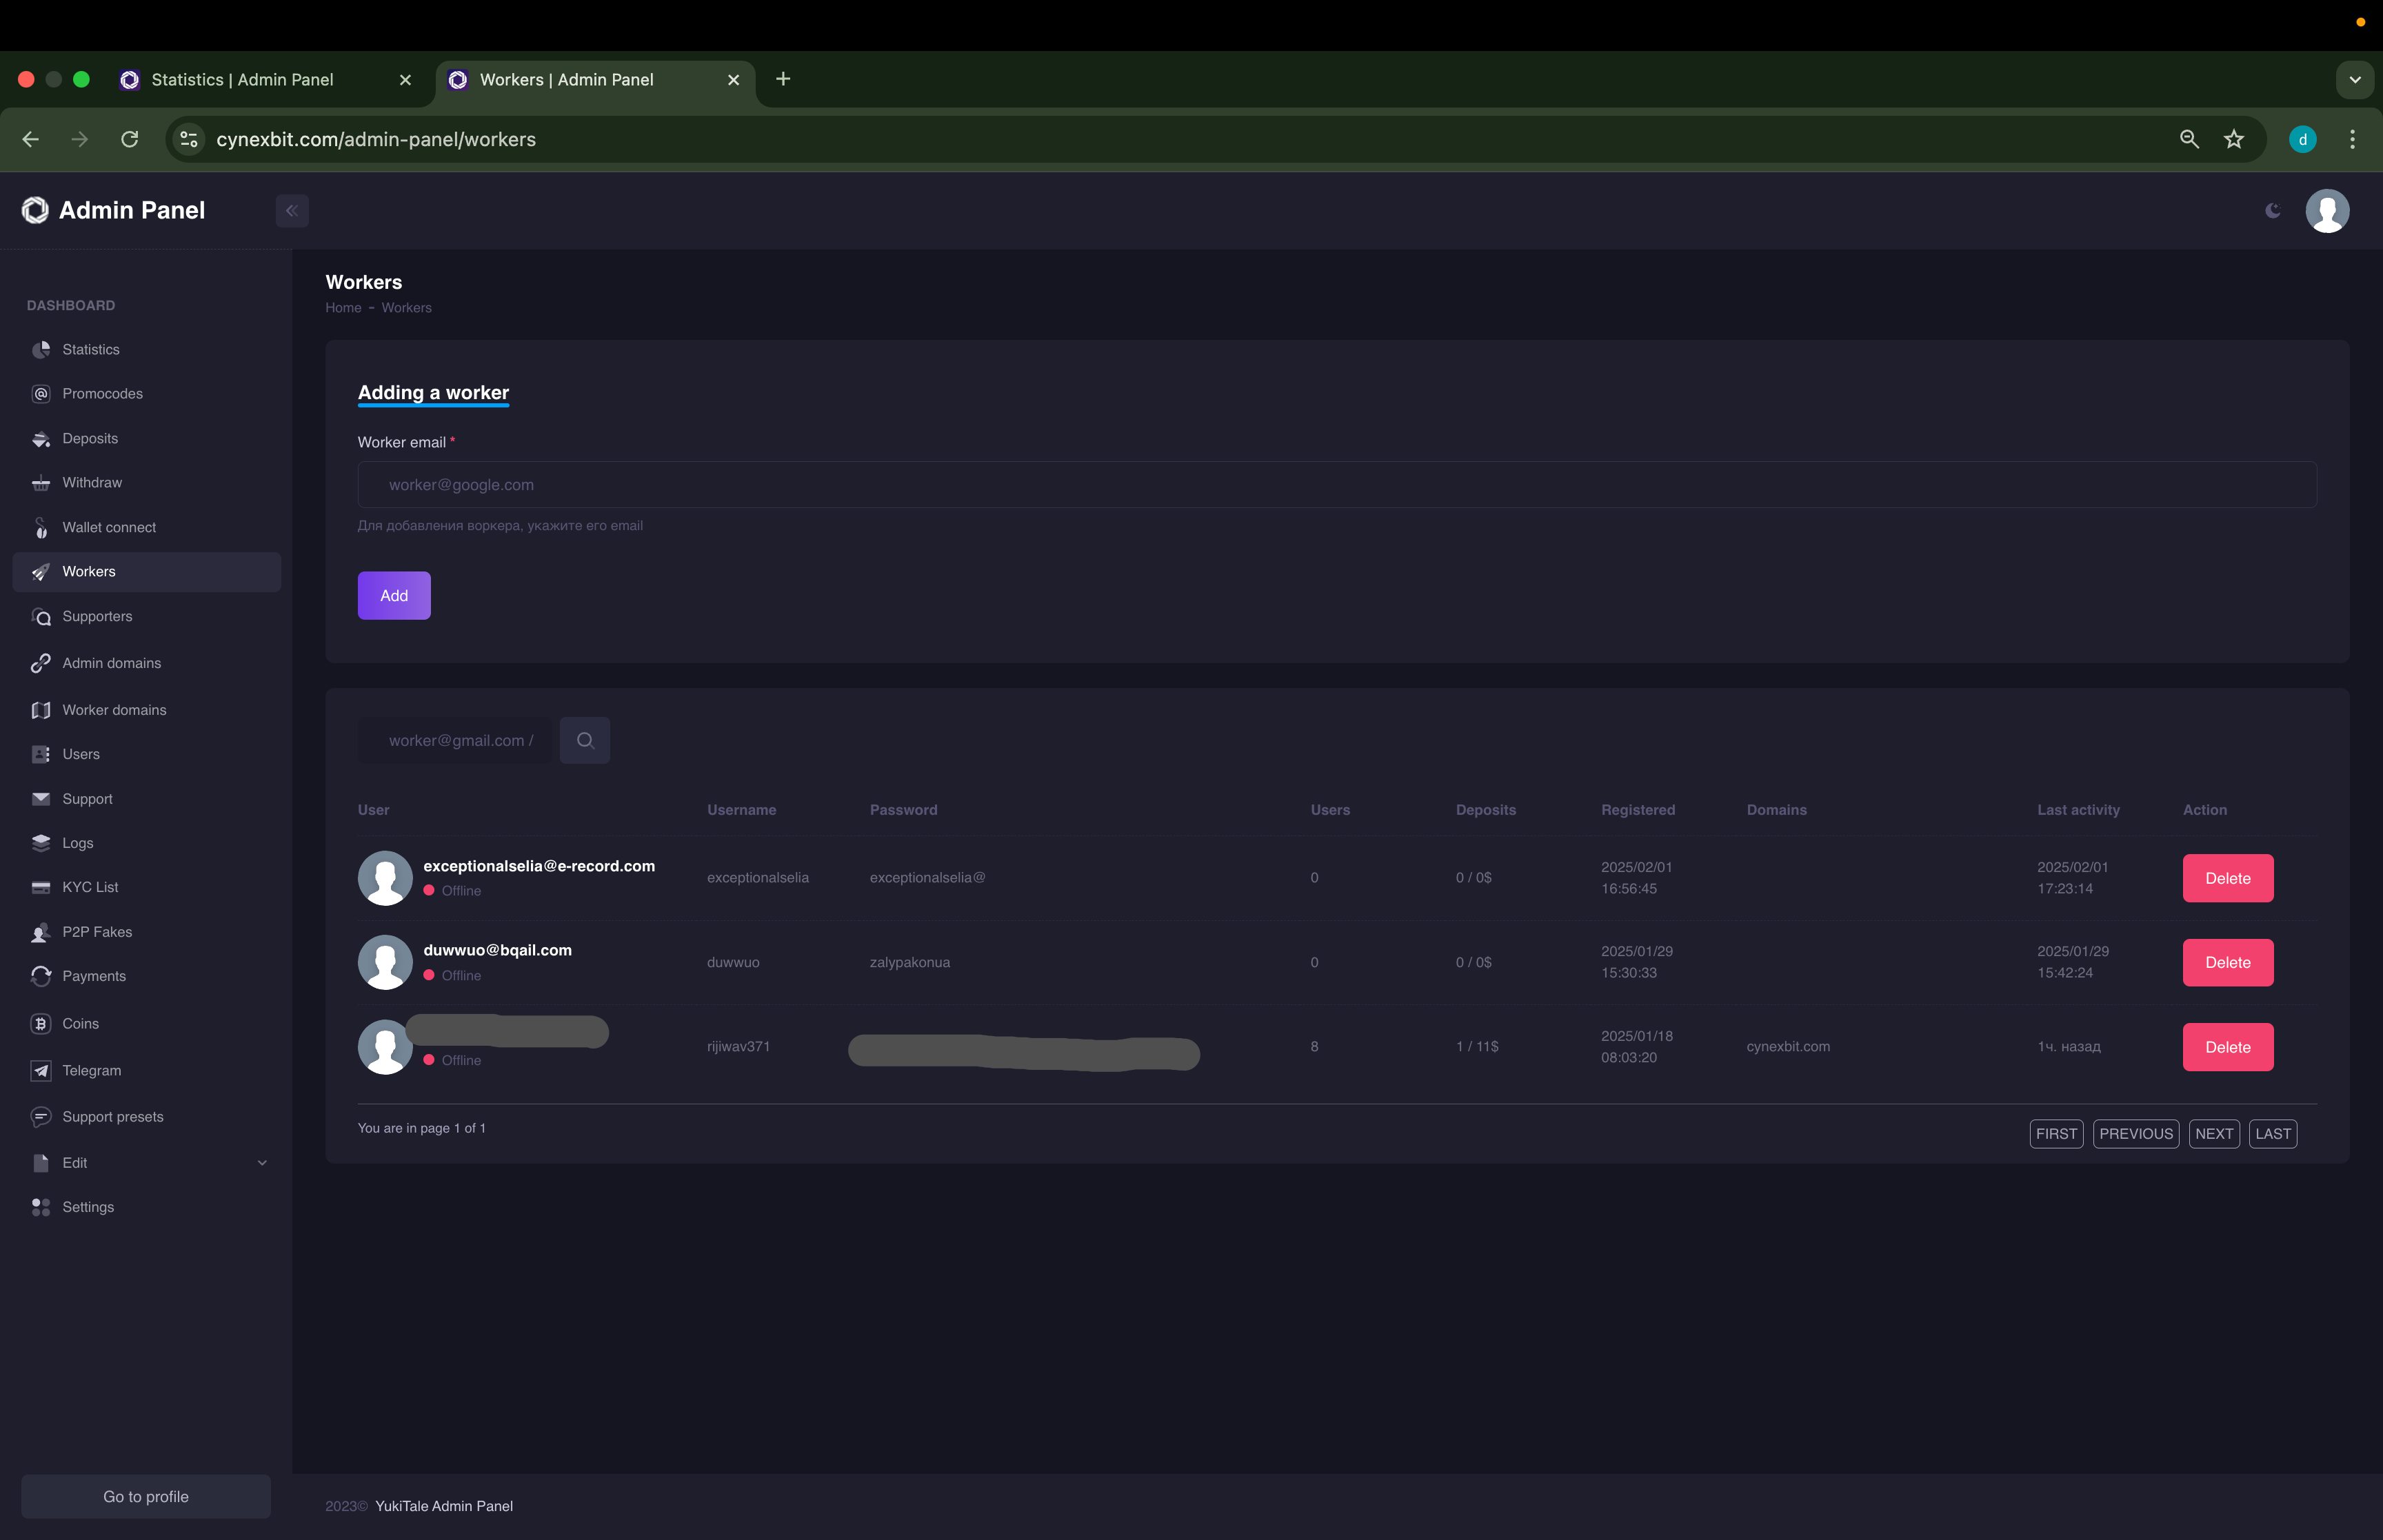 Statistics | Admin Panel
Workers | Admin Panel
cynexbit.com/admin-panel/workers
d
Admin Panel
DASHBOARD
Statistics
Promocodes
Deposits
Withdraw
Wallet connect
Workers
Supporters
Admin domains
Worker domains
Users
Support
Logs
KYC List
P2P Fakes
Payments
Coins
Telegram
Support presets
Edit
Settings
Go to profile
Workers
Home - Workers
Adding a worker
Worker email *
worker@google.com
Для добавления воркера, укажите его email
Add
worker@gmail.com /
User Username Password Users Deposits Registered Domains Last activity Action
exceptionalselia@e-record.com
Offline
exceptionalselia exceptionalselia@ 0 0 / 0$
2025/02/01
16:56:45
2025/02/01
17:23:14
Delete
duwwuo@bqail.com
Offline
duwwuo zalypakonua 0 0 / 0$
2025/01/29
15:30:33
2025/01/29
15:42:24
Delete
Offline
rijiwav371 8 1 / 11$
2025/01/18
08:03:20
cynexbit.com 1ч. назад
Delete
You are in page 1 of 1
FIRST PREVIOUS NEXT LAST
2023© YukiTale Admin Panel